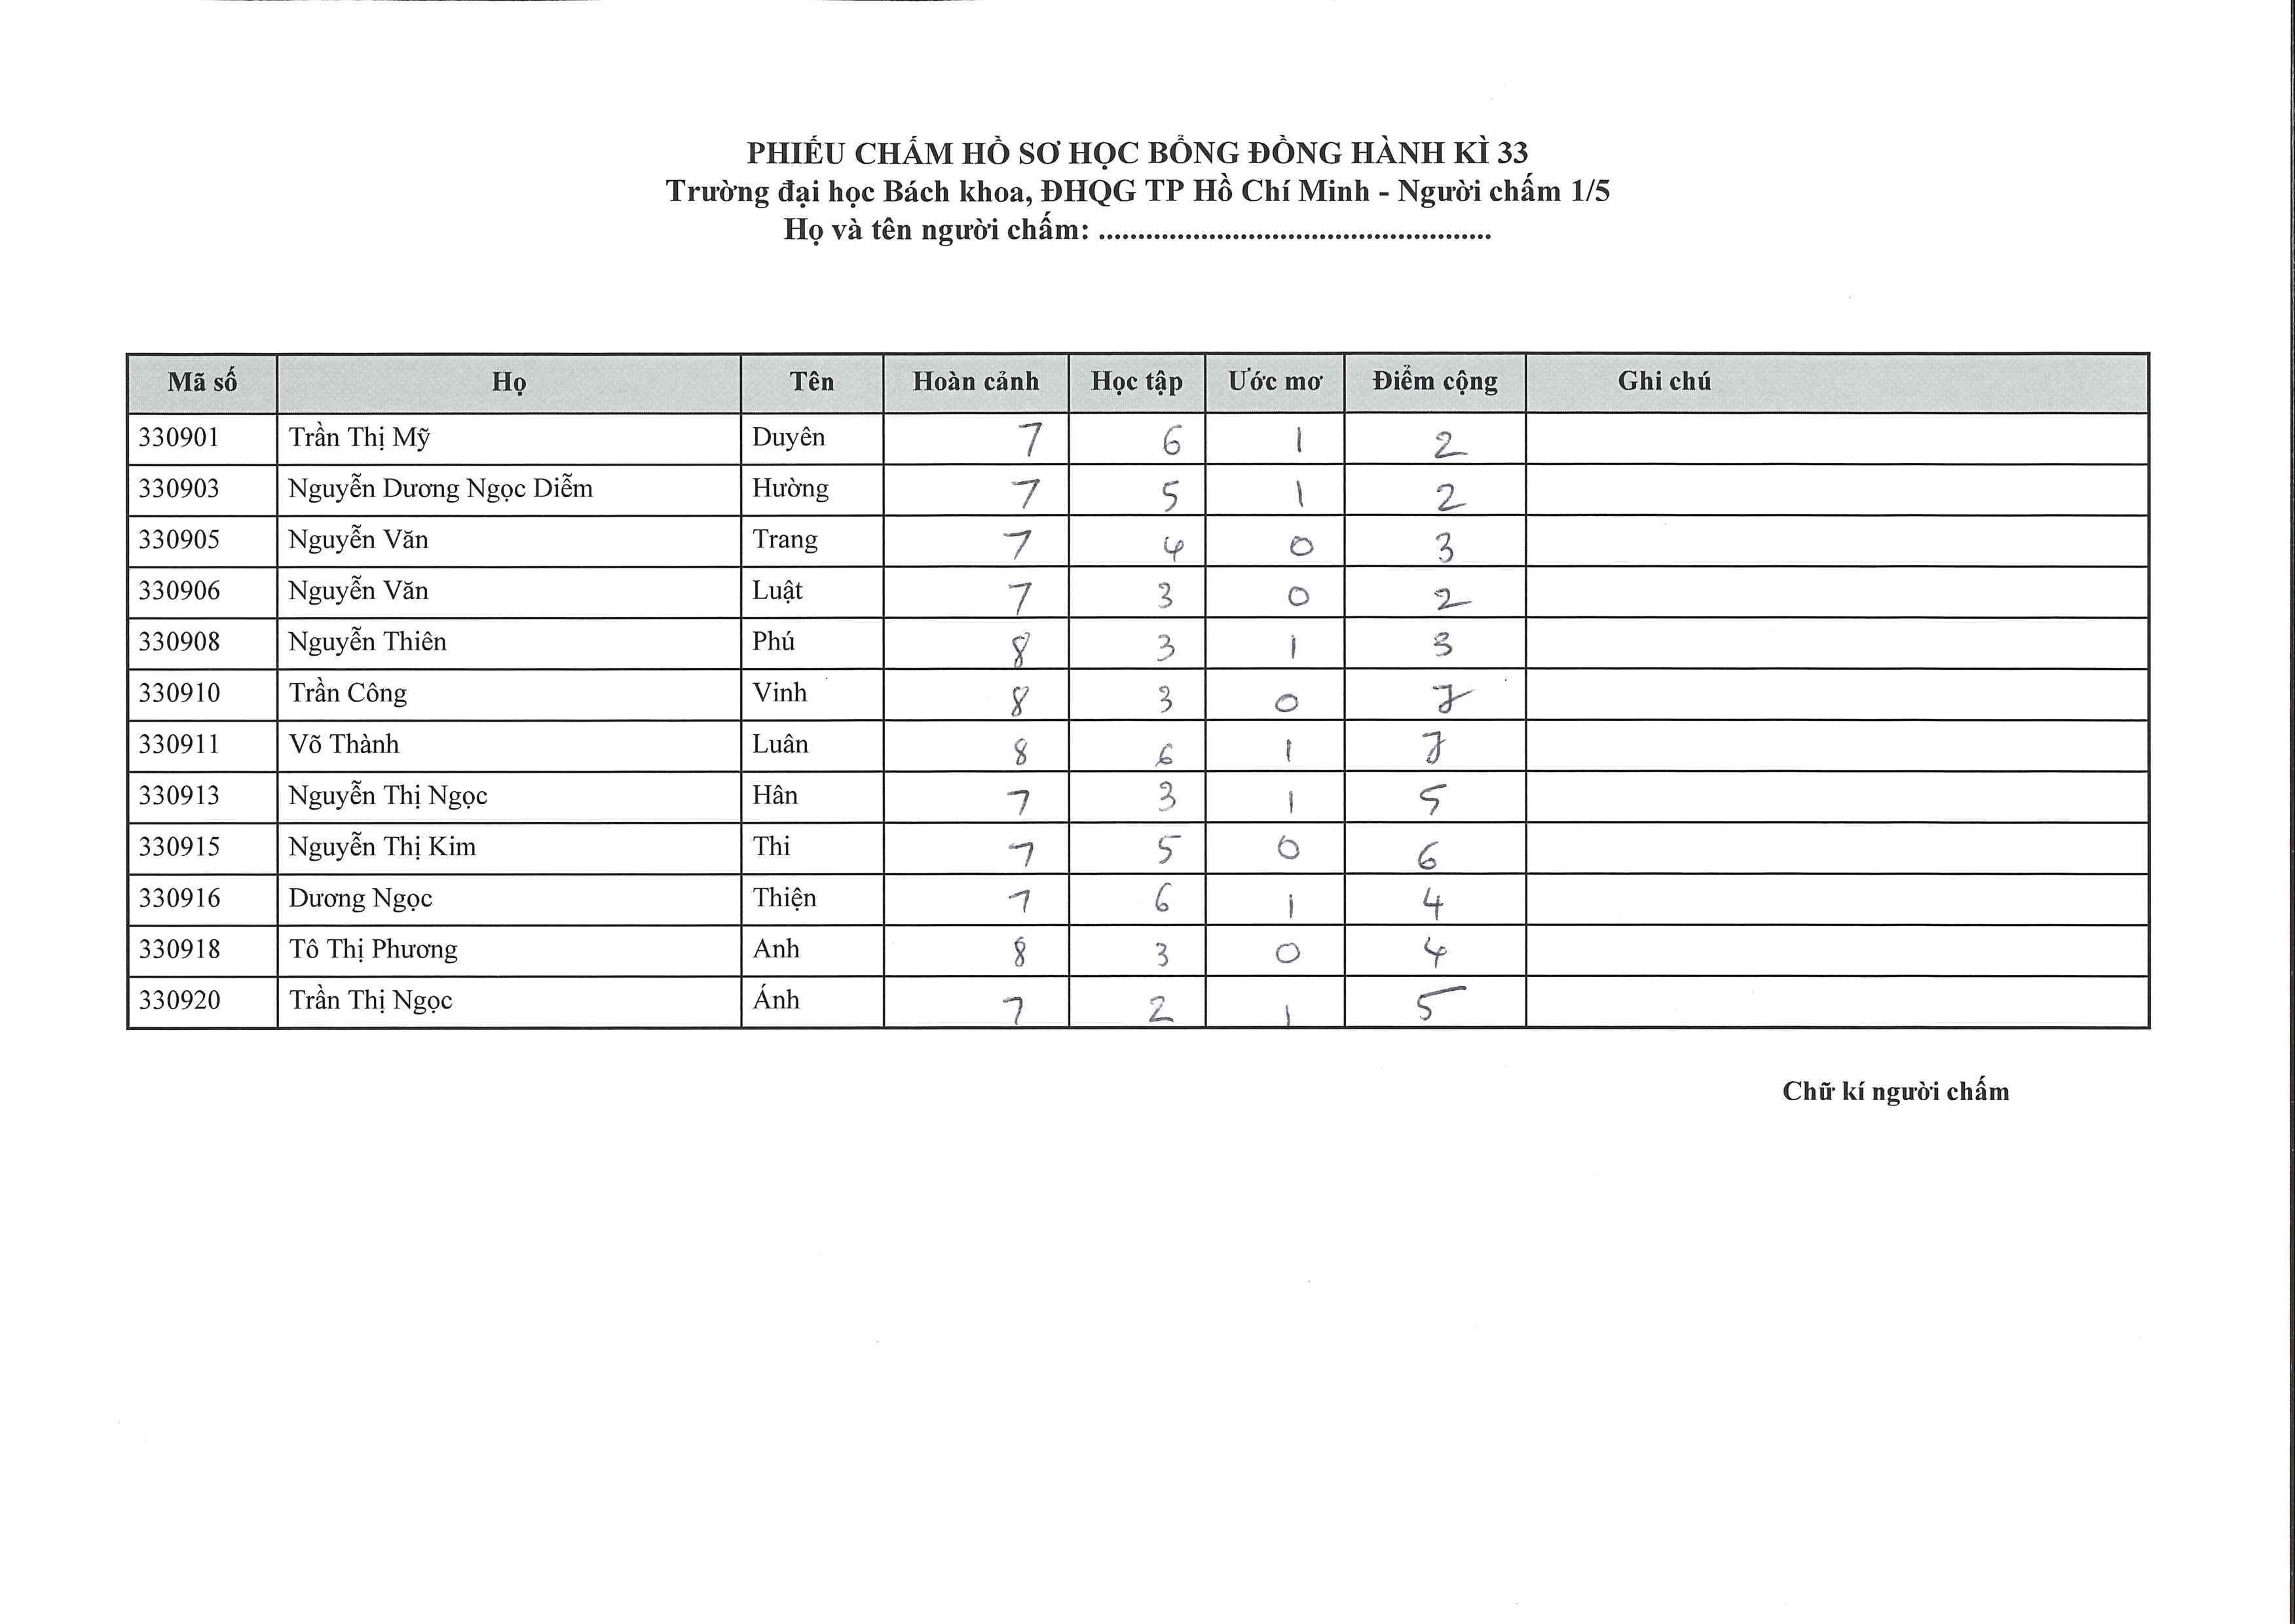 PHIẾU CHẤM HỒ SƠ HỌC BỔNG ĐỒNG HÀNH KÌ 33
Trường đại học Bách khoa, ĐHQG TP Hồ Chí Minh - Người chấm 1/5
Họ và tên người chấm: ..................................................
Mã số Họ Tên Hoàn cảnh Học tập Ước mơ Điểm cộng Ghi chú
330901 Trần Thị Mỹ Duyên 7 6 1 2
330903 Nguyễn Dương Ngọc Diễm Hường 7 5 1 2
330905 Nguyễn Văn Trang 7 4 0 3
330906 Nguyễn Văn Luật 7 3 0 2
330908 Nguyễn Thiên Phú 8 3 1 3
330910 Trần Công Vinh 8 3 0 7
330911 Võ Thành Luân 8 6 1 7
330913 Nguyễn Thị Ngọc Hân 7 3 1 5
330915 Nguyễn Thị Kim Thi 7 5 0 6
330916 Dương Ngọc Thiện 7 6 1 4
330918 Tô Thị Phương Anh 8 3 0 4
330920 Trần Thị Ngọc Ánh 7 2 1 5
Chữ kí người chấm